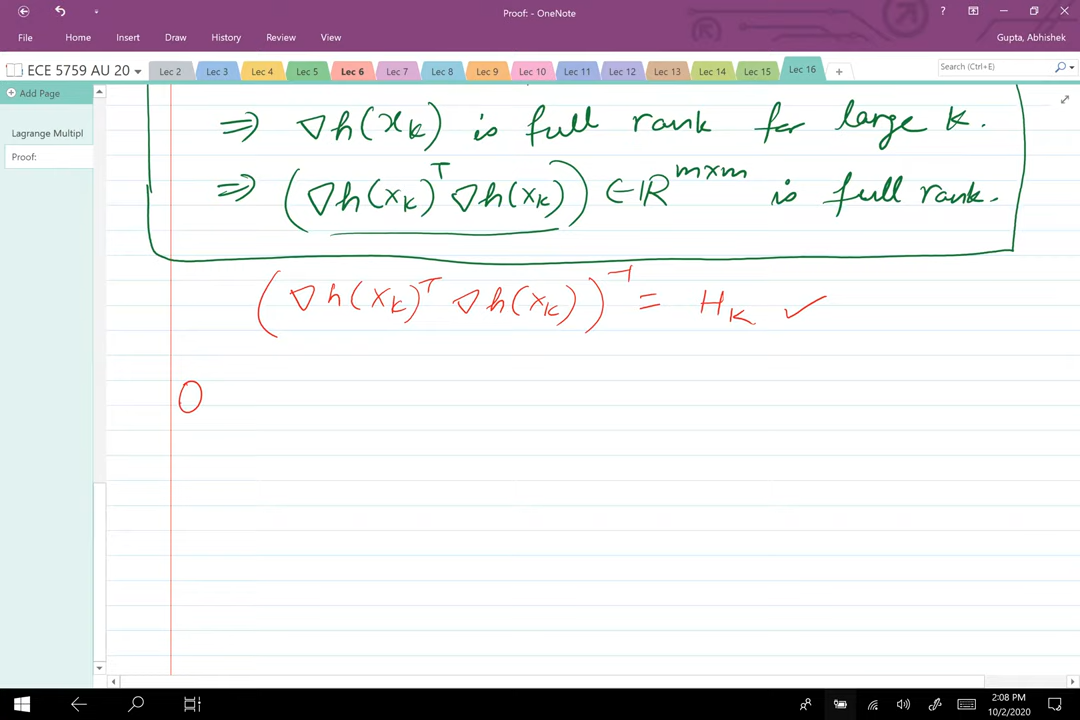 Proof: - OneNote
?
Gupta, Abhishek
File Home Insert Draw History Review View
ECE 5759 AU 20
Lec 2 Lec 3 Lec 4 Lec 5 Lec 6 Lec 7 Lec 8 Lec 9 Lec 10 Lec 11 Lec 12 Lec 13 Lec 14 Lec 15 Lec 16 +
Search (Ctrl+E)
Add Page
Lagrange Multipl
Proof:
⇒ ∇h(x_k) is full rank for large k.
⇒ (∇h(x_k)^T ∇h(x_k)) ∈ ℝ^{m×m} is full rank.
(∇h(x_k)^T ∇h(x_k))^{-1} = H_k ✓
0
2:08 PM
10/2/2020